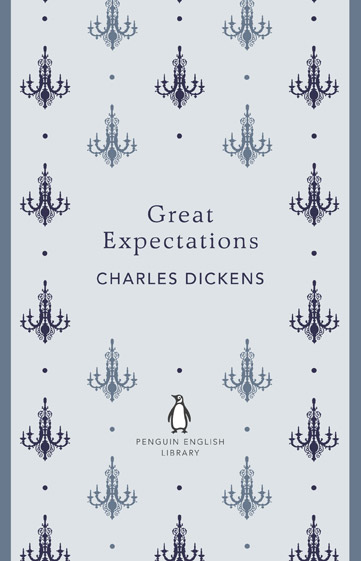 Great
Expectations
CHARLES DICKENS
PENGUIN ENGLISH
LIBRARY